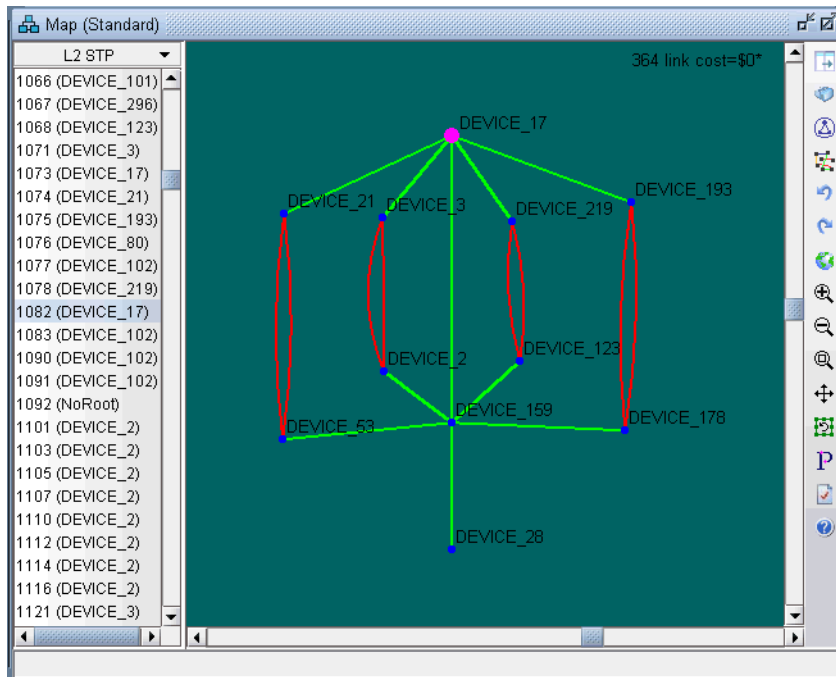 Map (Standard)
L2 STP
1066 (DEVICE_101)
1067 (DEVICE_296)
1068 (DEVICE_123)
1071 (DEVICE_3)
1073 (DEVICE_17)
1074 (DEVICE_21)
1075 (DEVICE_193)
1076 (DEVICE_80)
1077 (DEVICE_102)
1078 (DEVICE_219)
1082 (DEVICE_17)
1083 (DEVICE_102)
1090 (DEVICE_102)
1091 (DEVICE_102)
1092 (NoRoot)
1101 (DEVICE_2)
1103 (DEVICE_2)
1105 (DEVICE_2)
1107 (DEVICE_2)
1110 (DEVICE_2)
1112 (DEVICE_2)
1114 (DEVICE_2)
1116 (DEVICE_2)
1121 (DEVICE_3)
364 link cost=$0*
DEVICE_17
DEVICE_21
DEVICE_3
DEVICE_219
DEVICE_193
DEVICE_2
DEVICE_123
DEVICE_53
DEVICE_159
DEVICE_178
DEVICE_28
P